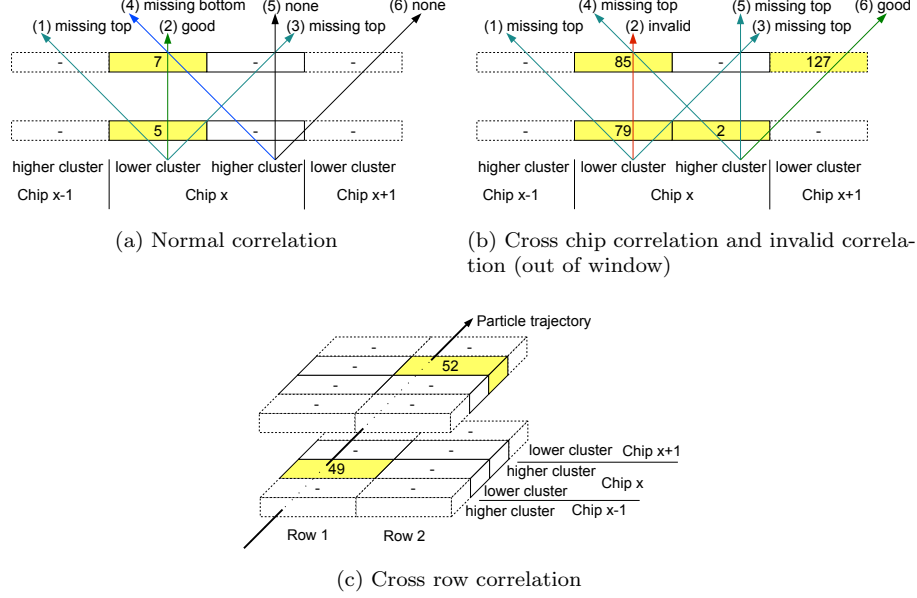 (4) missing bottom (5) none (6) none
(1) missing top (2) good (3) missing top
- 7 - -
- 5 - -
higher cluster lower cluster higher cluster lower cluster
Chip x-1 Chip x Chip x+1
(a) Normal correlation
(4) missing top (5) missing top (6) good
(1) missing top (2) invalid (3) missing top
- 85 - 127
- 79 2 -
higher cluster lower cluster higher cluster lower cluster
Chip x-1 Chip x Chip x+1
(b) Cross chip correlation and invalid correla-
tion (out of window)
Particle trajectory
- -
- 52
- -
- -
-
- -
49 -
- -
lower cluster Chip x+1
higher cluster
Chip x
lower cluster
higher cluster Chip x-1
Row 1 Row 2
(c) Cross row correlation